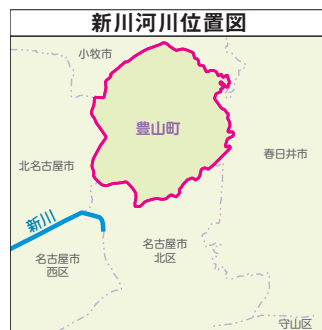 新川河川位置図
小牧市
豊山町
春日井市
北名古屋市
新川
名古屋市
北区
名古屋市
西区
守山区